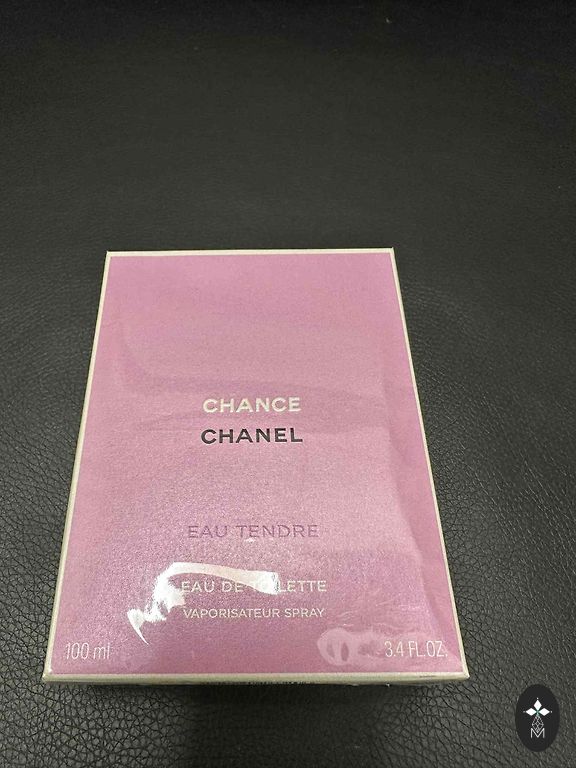 CHANCE
CHANEL
EAU TENDRE
EAU DE TOILETTE
VAPORISATEUR SPRAY
100 ml
3.4 FL.OZ.
M